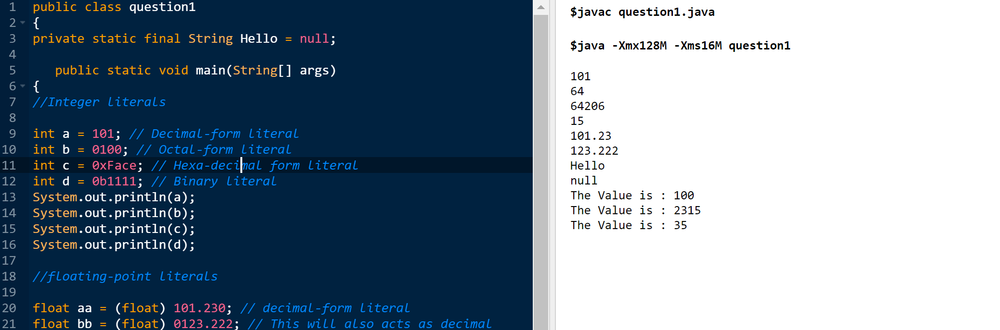 1 public class question1
2 {
3 private static final String Hello = null;
4
5 public static void main(String[] args)
6 {
7 //Integer literals
8
9 int a = 101; // Decimal-form literal
10 int b = 0100; // Octal-form literal
11 int c = 0xFace; // Hexa-decimal form literal
12 int d = 0b1111; // Binary literal
13 System.out.println(a);
14 System.out.println(b);
15 System.out.println(c);
16 System.out.println(d);
17
18 //floating-point literals
19
20 float aa = (float) 101.230; // decimal-form literal
21 float bb = (float) 0123.222; // This will also acts as decimal
$javac question1.java
$java -Xmx128M -Xms16M question1
101
64
64206
15
101.23
123.222
Hello
null
The Value is : 100
The Value is : 2315
The Value is : 35